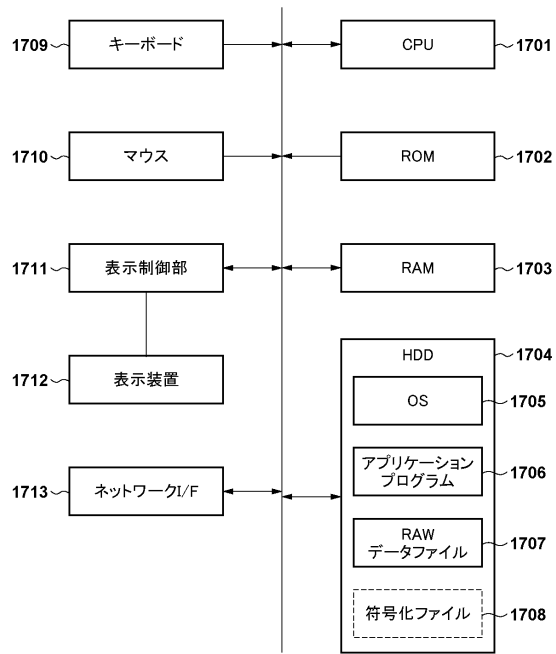 1709 キーボード CPU 1701
1710 マウス ROM 1702
1711 表示制御部 RAM 1703
HDD 1704
1712 表示装置 OS 1705
アプリケーション
プログラム 1706
1713 ネットワークI/F
RAW
データファイル 1707
符号化ファイル 1708